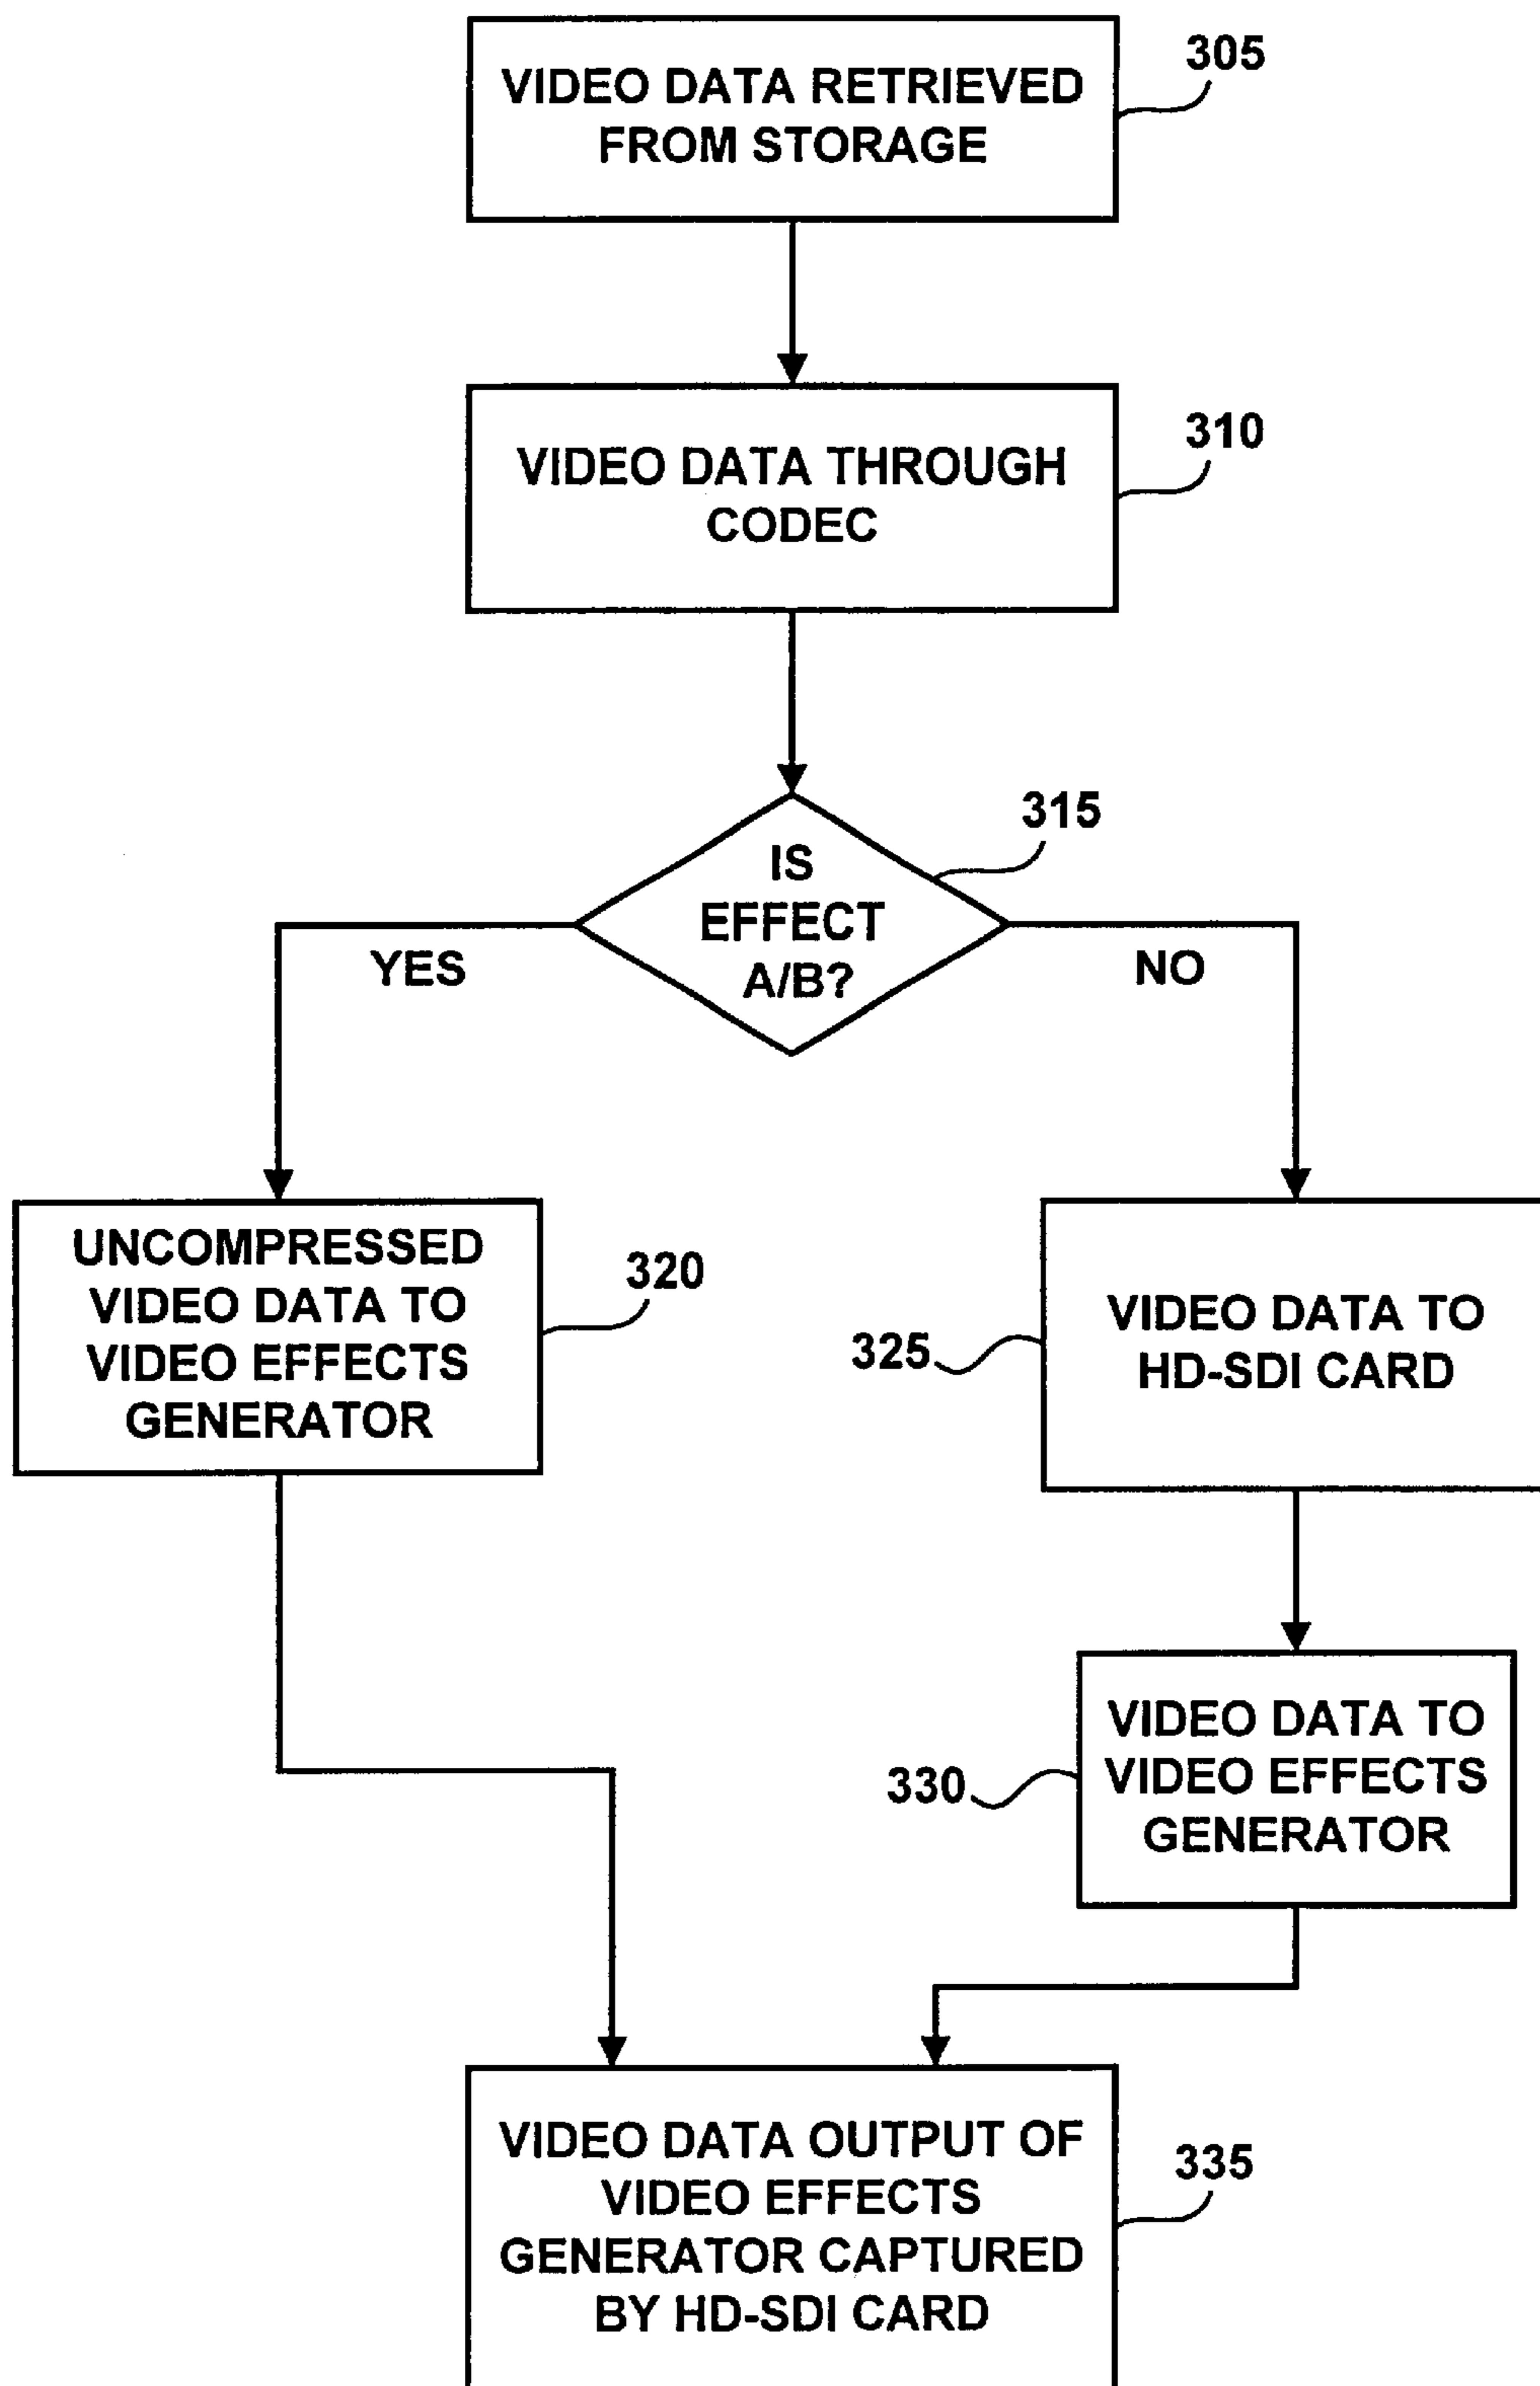 VIDEO DATA RETRIEVED
FROM STORAGE
305
VIDEO DATA THROUGH
CODEC
310
IS
EFFECT
A/B?
315
YES
NO
UNCOMPRESSED
VIDEO DATA TO
VIDEO EFFECTS
GENERATOR
320
VIDEO DATA TO
HD-SDI CARD
325
VIDEO DATA TO
VIDEO EFFECTS
GENERATOR
330
VIDEO DATA OUTPUT OF
VIDEO EFFECTS
GENERATOR CAPTURED
BY HD-SDI CARD
335